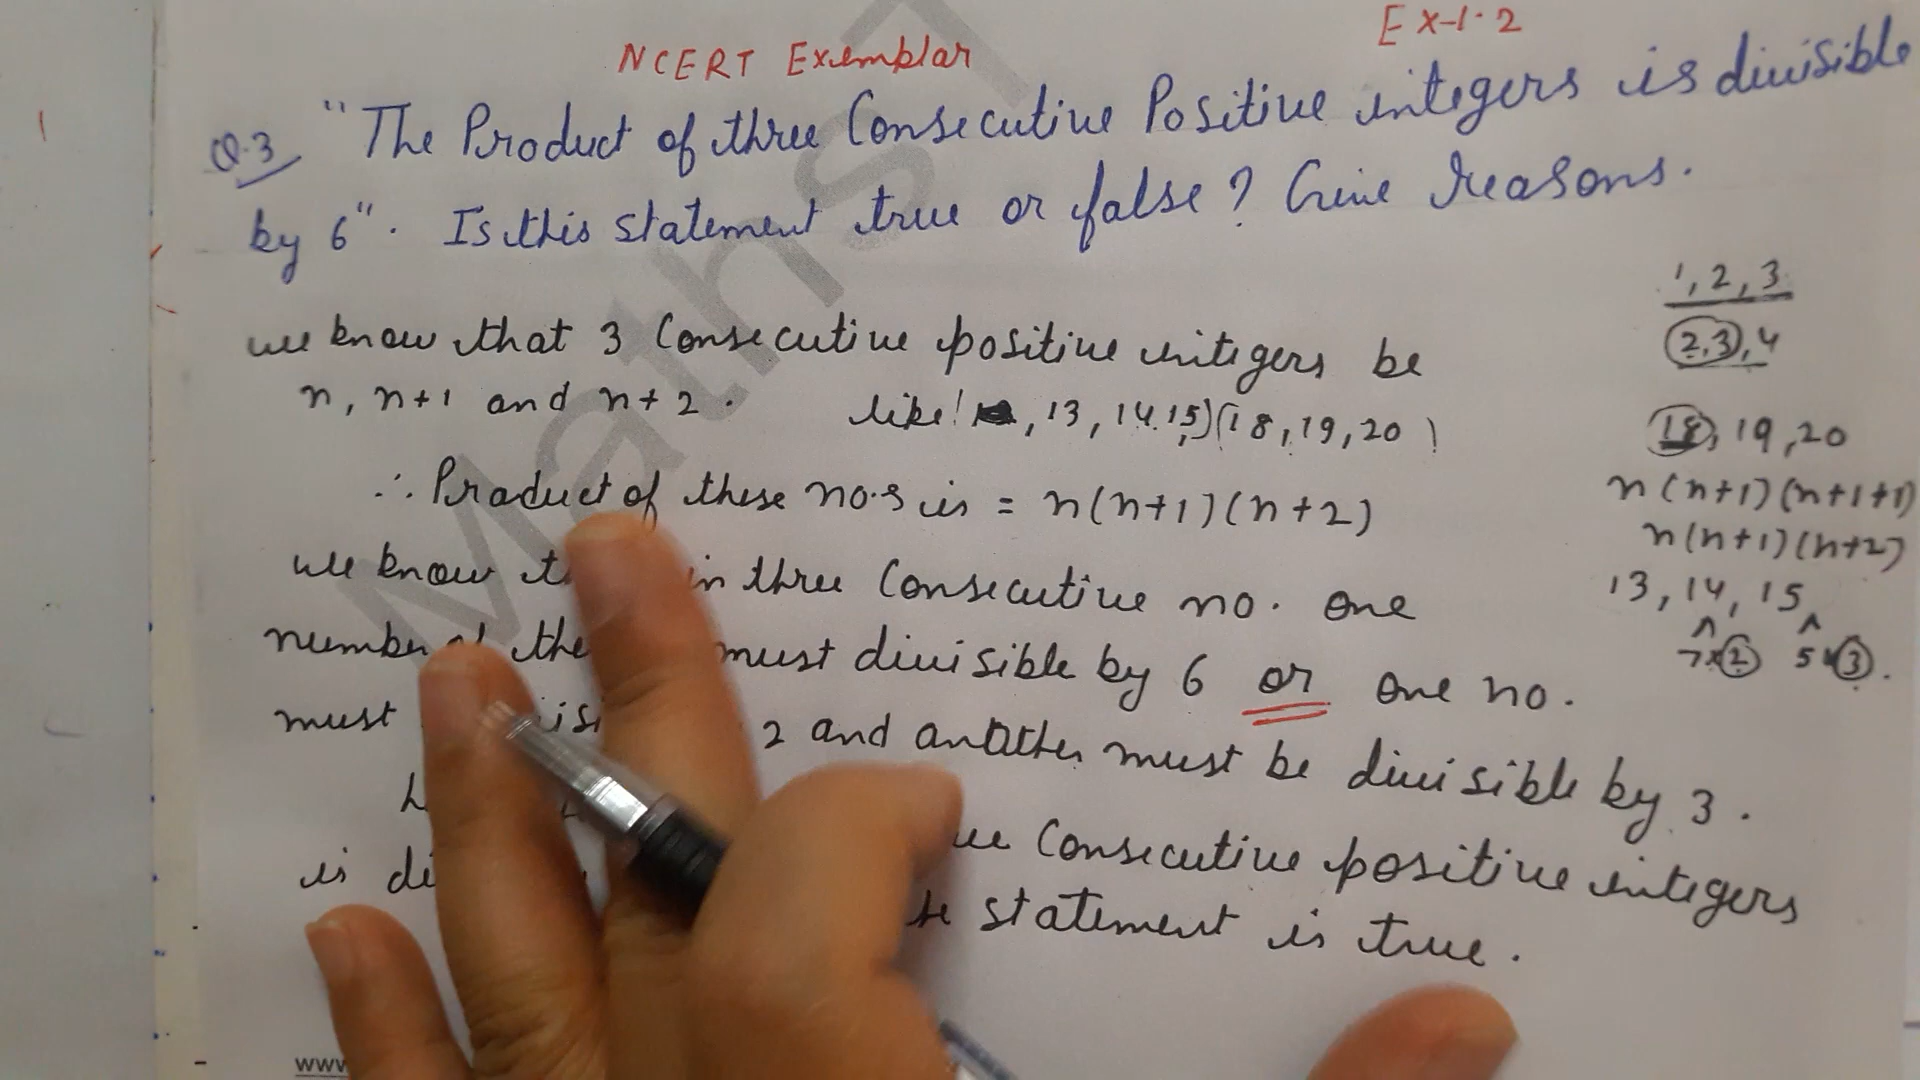 NCERT Exemplar
Ex-1.2
Q.3 "The Product of three Consecutive Positive integers is divisible
by 6". Is this statement true or false? Give reasons.
we know that 3 Consecutive positive integers be
n, n+1 and n+2.
like! , 13, 14, 15) (18, 19, 20)
∴ Product of these no.s is = n(n+1)(n+2)
we know in three Consecutive no. one
number must divisible by 6 or one no.
must 2 and another must be divisible by 3.
Consecutive positive integers
is statement is true.
1, 2, 3
2, 3, 4
18, 19, 20
n(n+1)(n+1+1)
n(n+1)(n+2)
13, 14, 15
7×2 5×3.
Maths
www